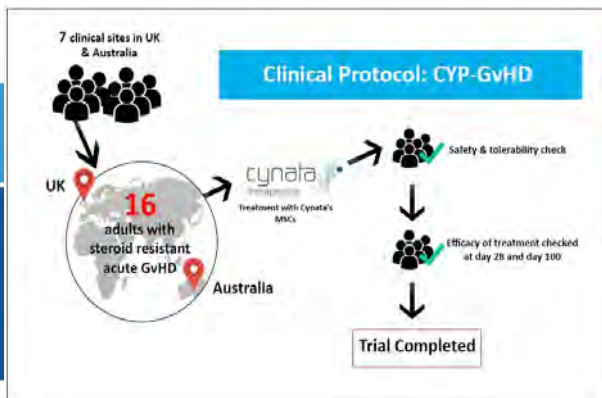 7 clinical sites in UK
& Australia
Clinical Protocol: CYP-GvHD
UK
16
adults with
steroid resistant
acute GvHD
Australia
cynata
Treatment with Cynata's
MSCs
Safety & tolerability check
Efficacy of treatment checked
at day 28 and day 100
Trial Completed